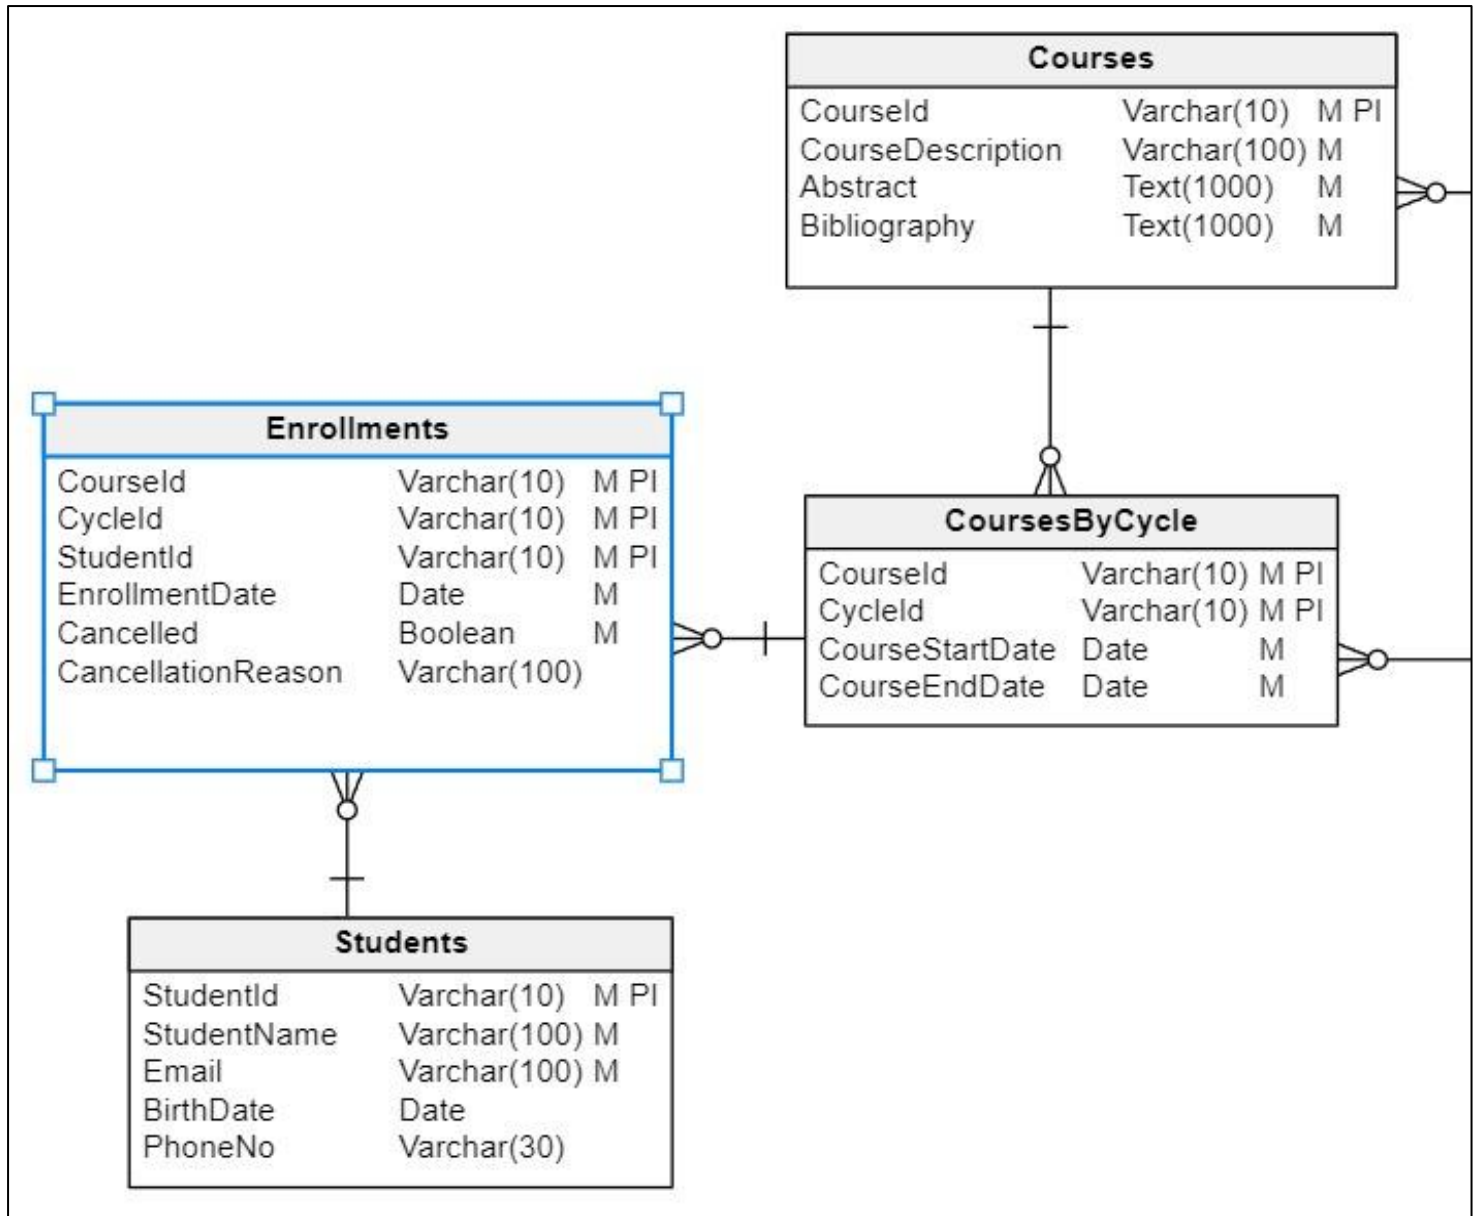 Courses
CourseId Varchar(10) M PI
CourseDescription Varchar(100) M
Abstract Text(1000) M
Bibliography Text(1000) M
Enrollments
CourseId Varchar(10) M PI
CycleId Varchar(10) M PI
StudentId Varchar(10) M PI
EnrollmentDate Date M
Cancelled Boolean M
CancellationReason Varchar(100)
CoursesByCycle
CourseId Varchar(10) M PI
CycleId Varchar(10) M PI
CourseStartDate Date M
CourseEndDate Date M
Students
StudentId Varchar(10) M PI
StudentName Varchar(100) M
Email Varchar(100) M
BirthDate Date
PhoneNo Varchar(30)